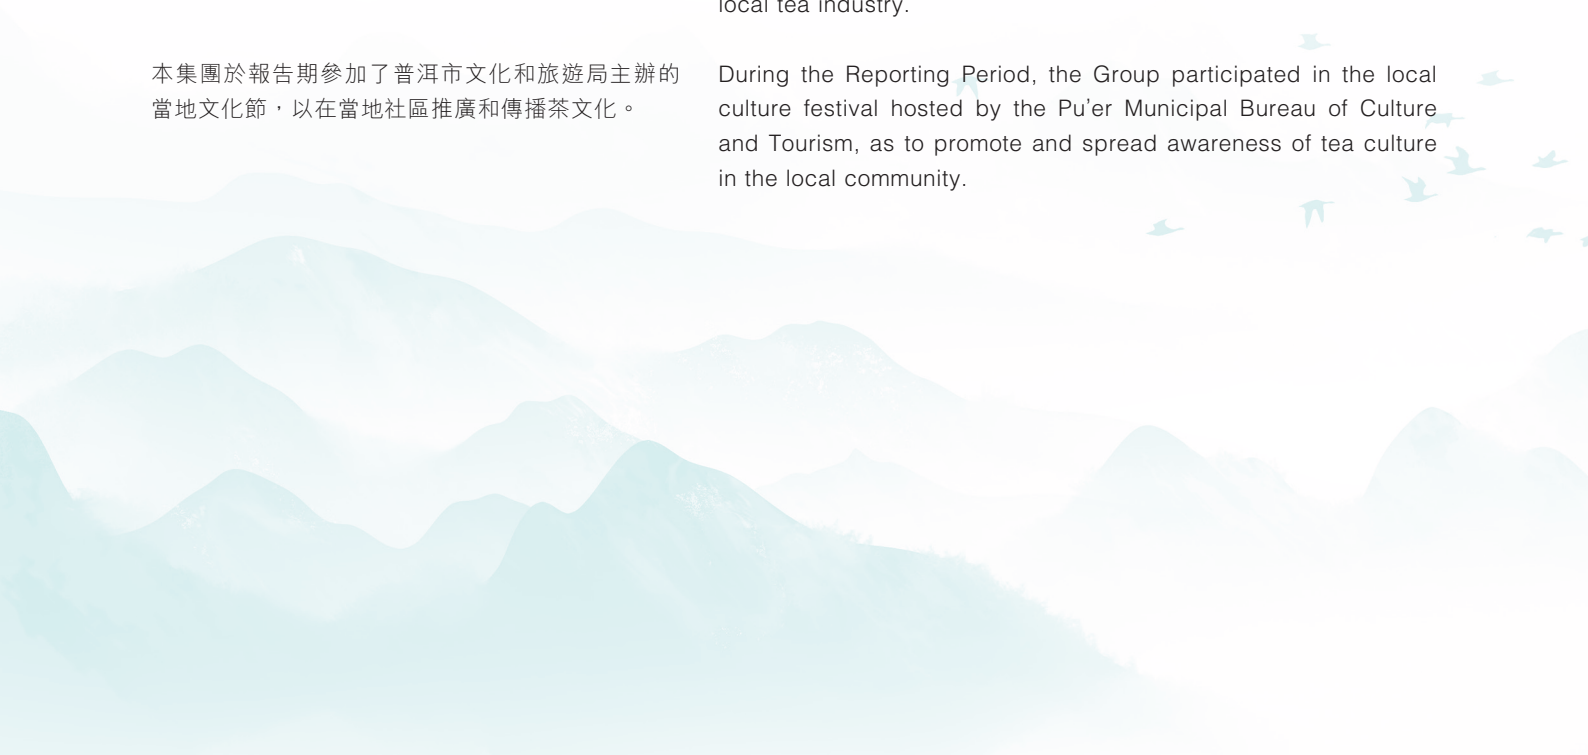 local tea industry.
本集團於報告期參加了普洱市文化和旅遊局主辦的
當地文化節，以在當地社區推廣和傳播茶文化。
During the Reporting Period, the Group participated in the local
culture festival hosted by the Pu’er Municipal Bureau of Culture
and Tourism, as to promote and spread awareness of tea culture
in the local community.